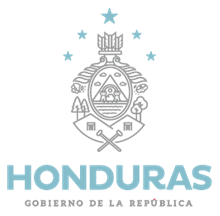 HONDURAS
GOBIERNO DE LA REPÚBLICA